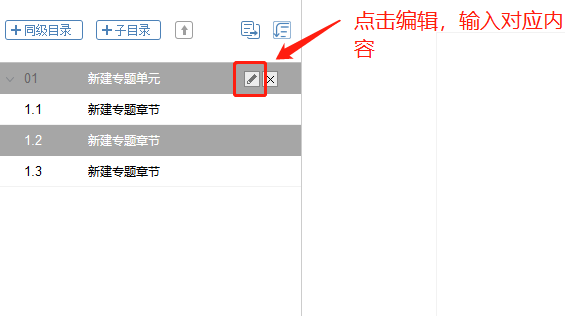 点击编辑，输入对应内
容
同级目录 子目录
01 新建专题单元
1.1 新建专题章节
1.2 新建专题章节
1.3 新建专题章节